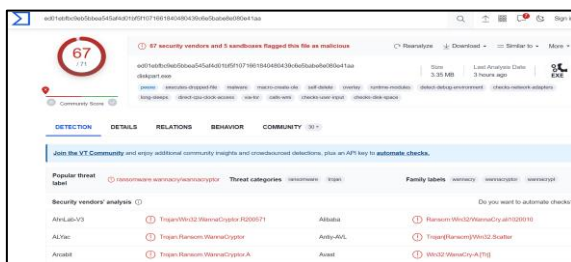 Sign in
67
/ 71
Community Score
67 security vendors and 5 sandboxes flagged this file as malicious
Reanalyze Download Similar to More
diskpart.exe
Size
3.35 MB
Last Analysis Date
3 hours ago
EXE
peexe executes-dropped-file malware macro-create-ole self-delete overlay runtime-modules detect-debug-environment checks-network-adapters
long-sleeps direct-cpu-clock-access via-tor calls-wmi checks-user-input checks-disk-space
DETECTION DETAILS RELATIONS BEHAVIOR COMMUNITY
Join the VT Community and enjoy additional community insights and crowdsourced detections, plus an API key to automate checks.
Popular threat label ransomware.wannacry/wannacryptor Threat categories ransomware trojan Family labels wannacry wannacryptor wannacrypt
Security vendors' analysis Do you want to automate checks?
AhnLab-V3 Trojan/Win32.WannaCryptor.R200571 Alibaba
ALYac Trojan.Ransom.WannaCryptor Antiy-AVL Trojan[Ransom]/Win32.Scatter
Arcabit Trojan.Ransom.WannaCryptor.A Avast Win32:WanaCry-A [Trj]